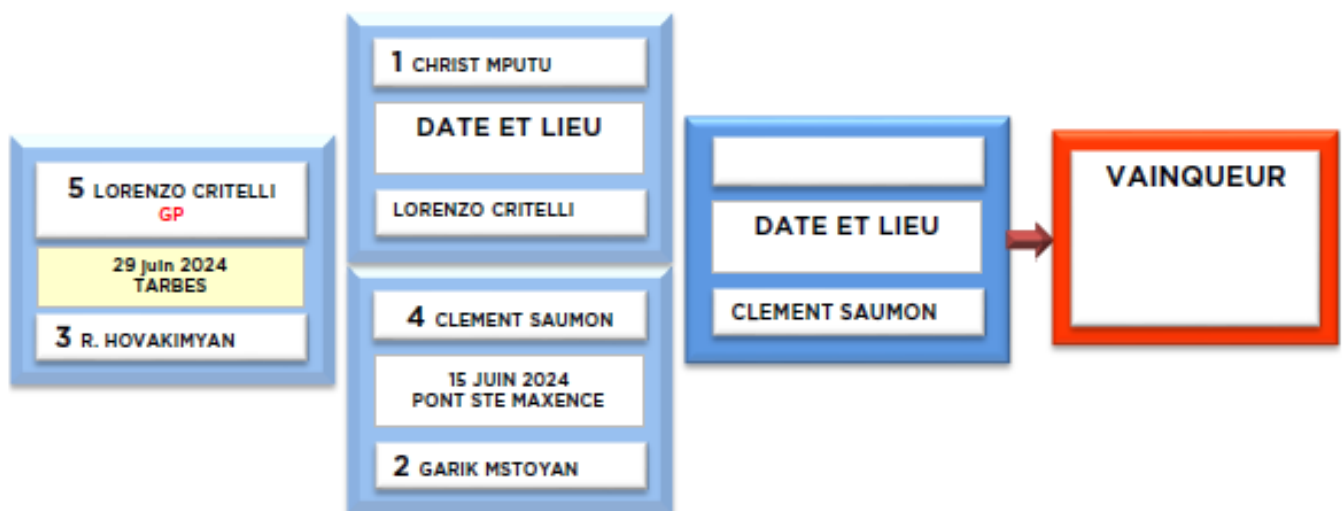 5 LORENZO CRITELLI
GP
29 juin 2024
TARBES
3 R. HOVAKIMYAN
1 CHRIST MPUTU
DATE ET LIEU
LORENZO CRITELLI
4 CLEMENT SAUMON
15 JUIN 2024
PONT STE MAXENCE
2 GARIK MSTOYAN
DATE ET LIEU
CLEMENT SAUMON
VAINQUEUR